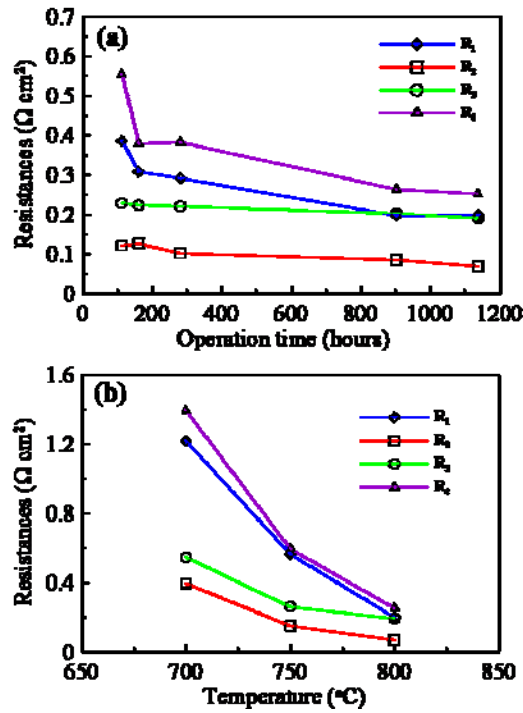 (a)
0.7
0.6
0.5
0.4
0.3
0.2
0.1
0
R₁
R₂
R₃
R₄
Resistances (Ω cm²)
0 200 400 600 800 1000 1200
Operation time (hours)
(b)
1.6
1.2
0.8
0.4
0
R₁
R₂
R₃
R₄
Resistances (Ω cm²)
650 700 750 800 850
Temperature (°C)